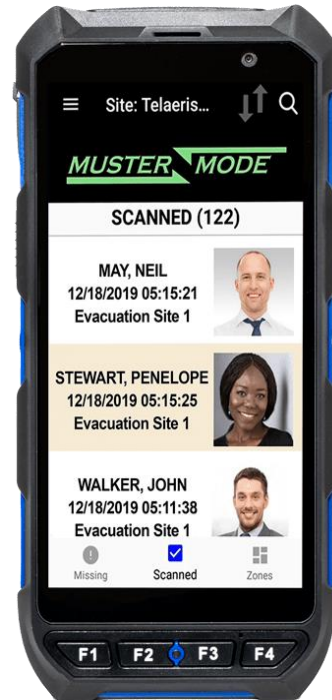 Site: Telaeris...
MUSTER MODE
SCANNED (122)
MAY, NEIL
12/18/2019 05:15:21
Evacuation Site 1
STEWART, PENELOPE
12/18/2019 05:15:25
Evacuation Site 1
WALKER, JOHN
12/18/2019 05:11:38
Evacuation Site 1
Missing
Scanned
Zones
F1
F2
F3
F4